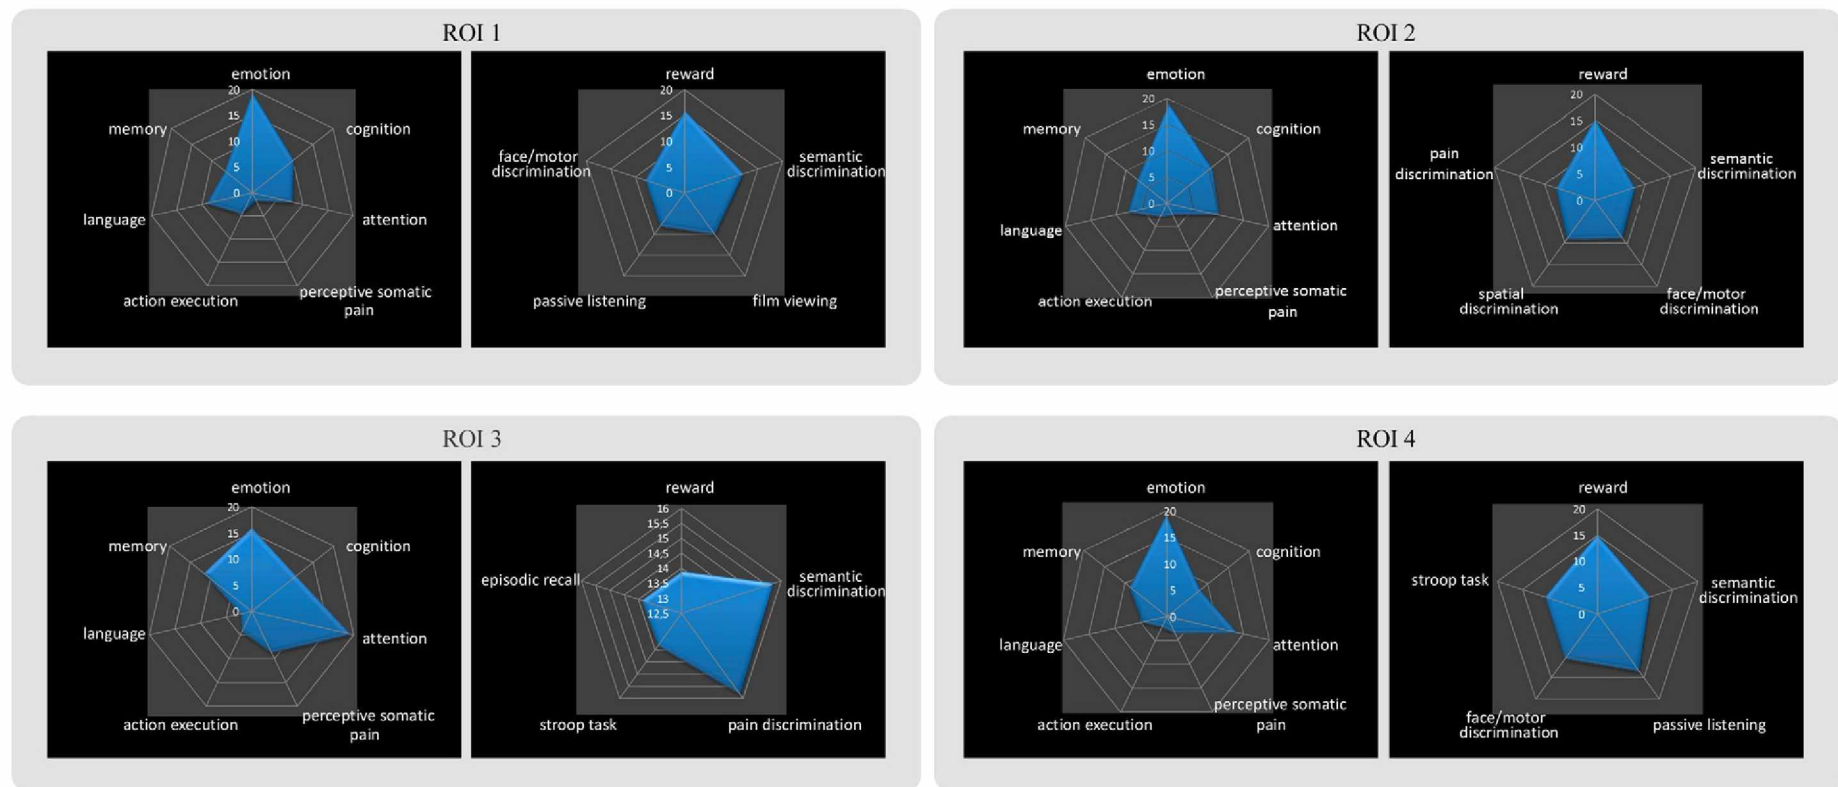 ROI 1
emotion
20
15
10
5
0
memory
cognition
language
attention
action execution
perceptive somatic
pain
reward
20
15
10
5
0
face/motor
discrimination
semantic
discrimination
passive listening
film viewing
ROI 2
emotion
20
15
10
5
0
memory
cognition
language
attention
action execution
perceptive somatic
pain
reward
20
15
10
5
0
pain
discrimination
semantic
discrimination
spatial
discrimination
face/motor
discrimination
ROI 3
emotion
20
15
10
5
0
memory
cognition
language
attention
action execution
perceptive somatic
pain
reward
16
15,5
15
14,5
14
13,5
13
12,5
episodic recall
semantic
discrimination
stroop task
pain discrimination
ROI 4
emotion
20
15
10
5
0
memory
cognition
language
attention
action execution
perceptive somatic
pain
reward
20
15
10
5
0
stroop task
semantic
discrimination
face/motor
discrimination
passive listening